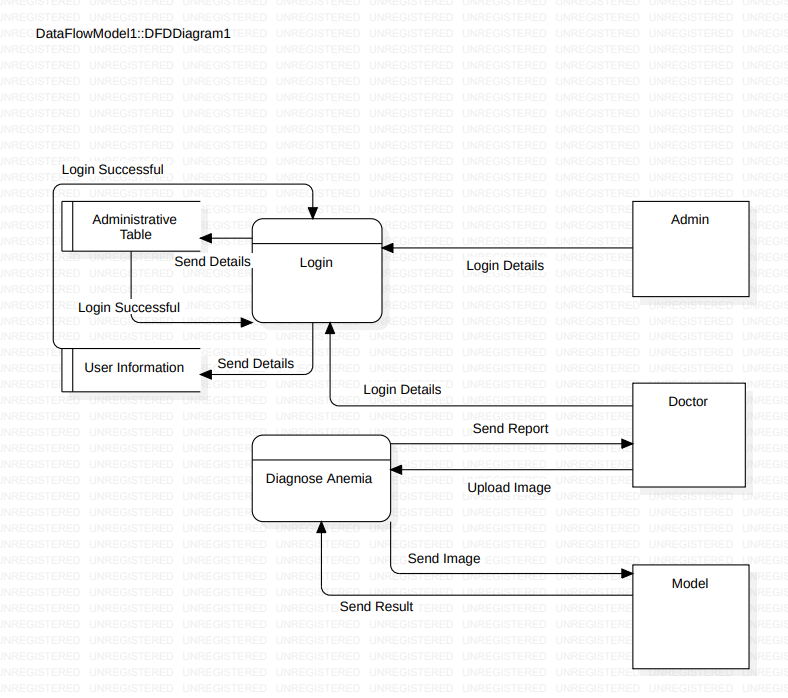 DataFlowModel1::DFDDiagram1
Login Successful
Administrative
Table
Send Details
Login
Admin
Login Details
Login Successful
User Information
Send Details
Login Details
Doctor
Send Report
Diagnose Anemia
Upload Image
Send Image
Model
Send Result
UNREGISTERED